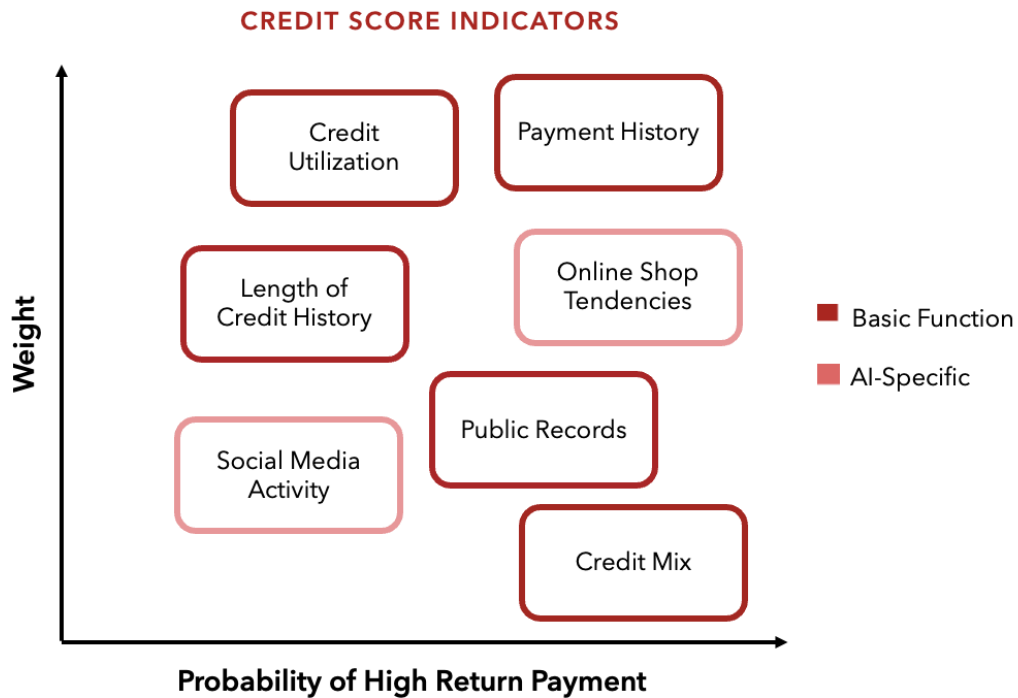 CREDIT SCORE INDICATORS
Credit
Utilization
Payment History
Length of
Credit History
Online Shop
Tendencies
Weight
Basic Function
AI-Specific
Public Records
Social Media
Activity
Credit Mix
Probability of High Return Payment